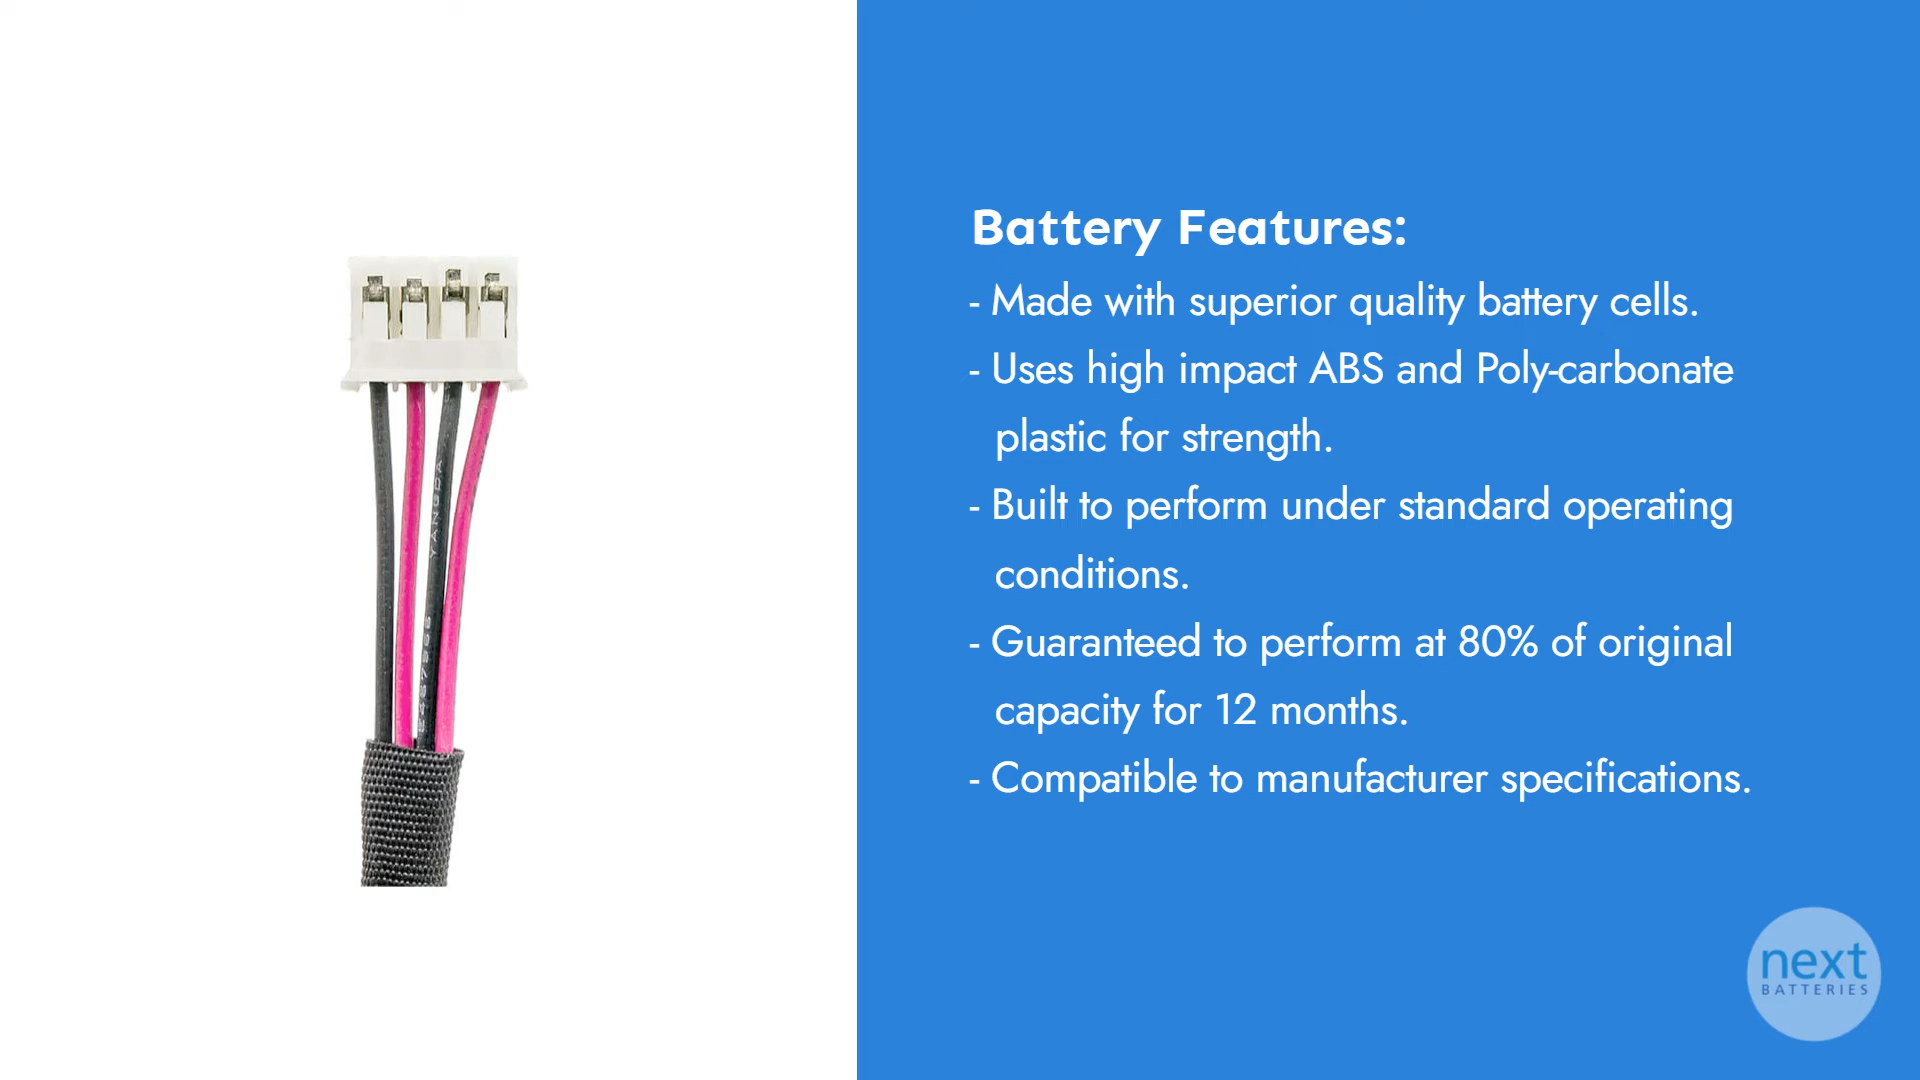 Battery Features:
- Made with superior quality battery cells.
- Uses high impact ABS and Poly-carbonate
plastic for strength.
- Built to perform under standard operating
conditions.
- Guaranteed to perform at 80% of original
capacity for 12 months.
- Compatible to manufacturer specifications.
YANGDA
next
BATTERIES